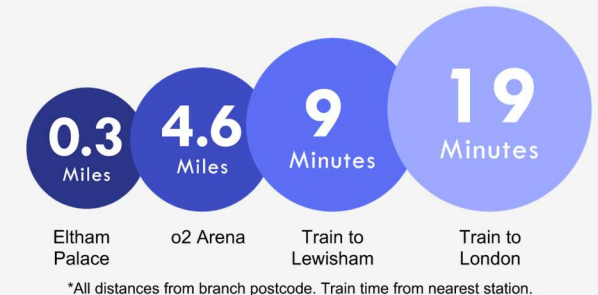 0.3
Miles
4.6
Miles
9
Minutes
19
Minutes
Eltham
Palace
o2 Arena
Train to
Lewisham
Train to
London
*All distances from branch postcode. Train time from nearest station.